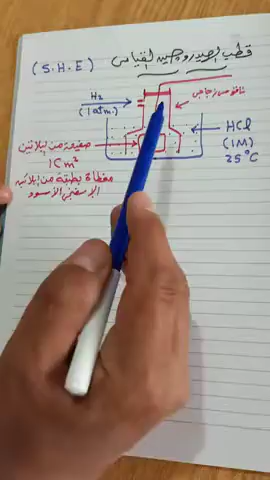 قطب الهيدروجين القياسي (S.H.E)
ناقوس زجاجي
H₂
(1 atm.)
HCl
(1M)
25°C
صفيحة من البلاتين
1Cm²
مغطاة بطبقة من البلاتين
الإسفنجي الأسود